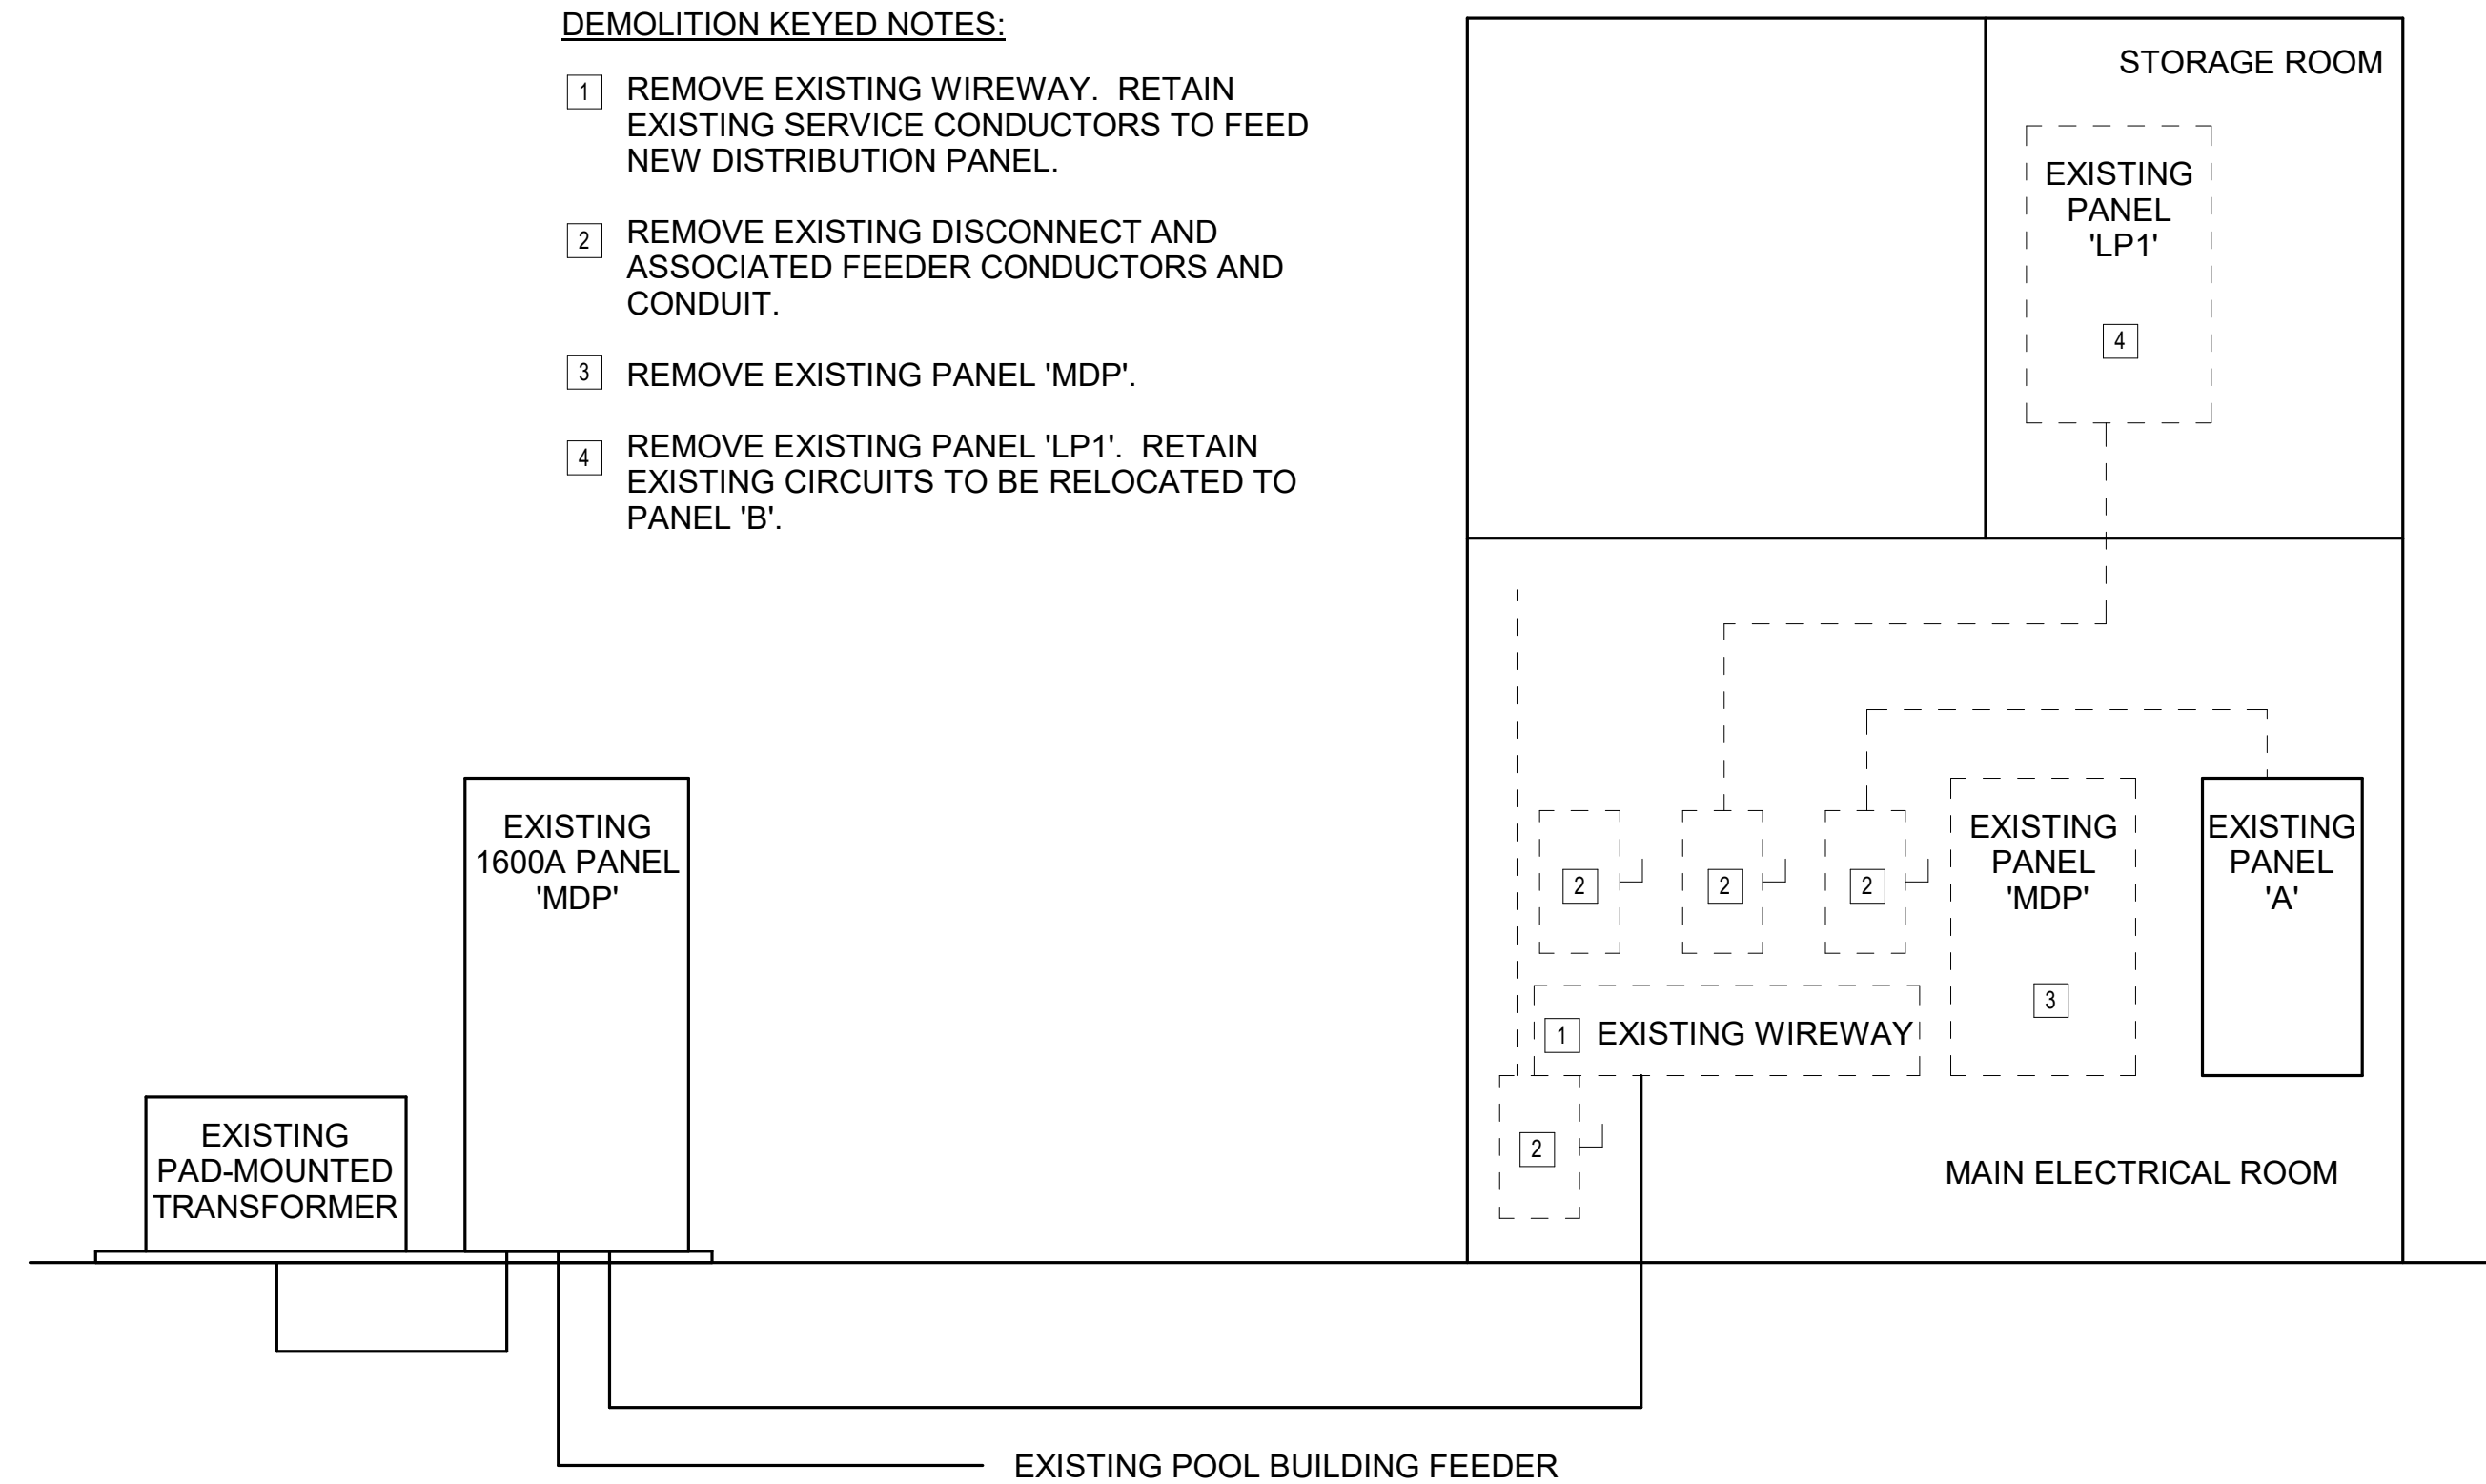 DEMOLITION KEYED NOTES:
1 REMOVE EXISTING WIREWAY. RETAIN
EXISTING SERVICE CONDUCTORS TO FEED
NEW DISTRIBUTION PANEL.
2 REMOVE EXISTING DISCONNECT AND
ASSOCIATED FEEDER CONDUCTORS AND
CONDUIT.
3 REMOVE EXISTING PANEL 'MDP'.
4 REMOVE EXISTING PANEL 'LP1'. RETAIN
EXISTING CIRCUITS TO BE RELOCATED TO
PANEL 'B'.
STORAGE ROOM
EXISTING
PANEL
'LP1'
4
EXISTING
1600A PANEL
'MDP'
EXISTING
PAD-MOUNTED
TRANSFORMER
2
2
2
EXISTING
PANEL
'MDP'
3
EXISTING
PANEL
'A'
1 EXISTING WIREWAY
2
MAIN ELECTRICAL ROOM
EXISTING POOL BUILDING FEEDER